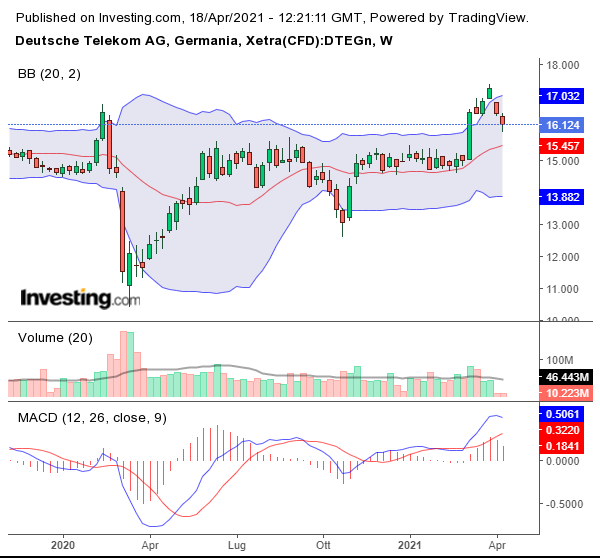 Published on Investing.com, 18/Apr/2021 - 12:21:11 GMT, Powered by TradingView.
Deutsche Telekom AG, Germania, Xetra(CFD):DTEGn, W
BB (20, 2)
18.000
17.032
16.124
15.457
15.000
13.882
13.000
12.000
11.000
10.000
Investing.com
Volume (20)
100M
46.443M
10.223M
MACD (12, 26, close, 9)
0.5061
0.3220
0.1841
0.0000
-0.5000
2020
Apr
Lug
Ott
2021
Apr